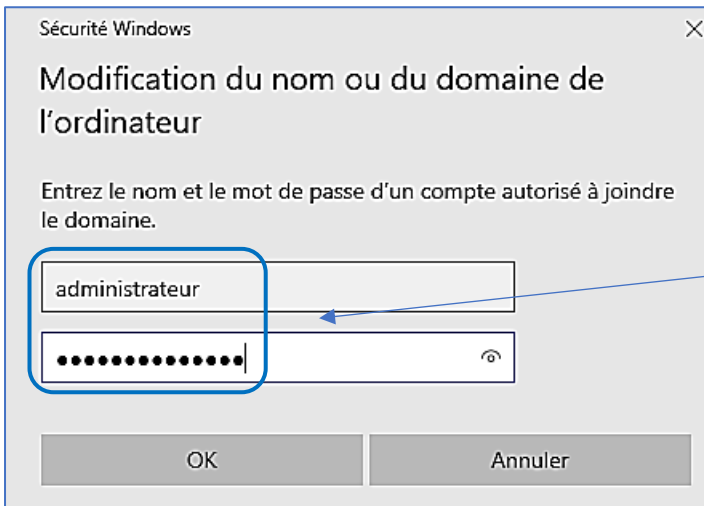 Sécurité Windows
Modification du nom ou du domaine de
l'ordinateur
Entrez le nom et le mot de passe d'un compte autorisé à joindre
le domaine.
administrateur
●●●●●●●●●●●●●●
OK Annuler